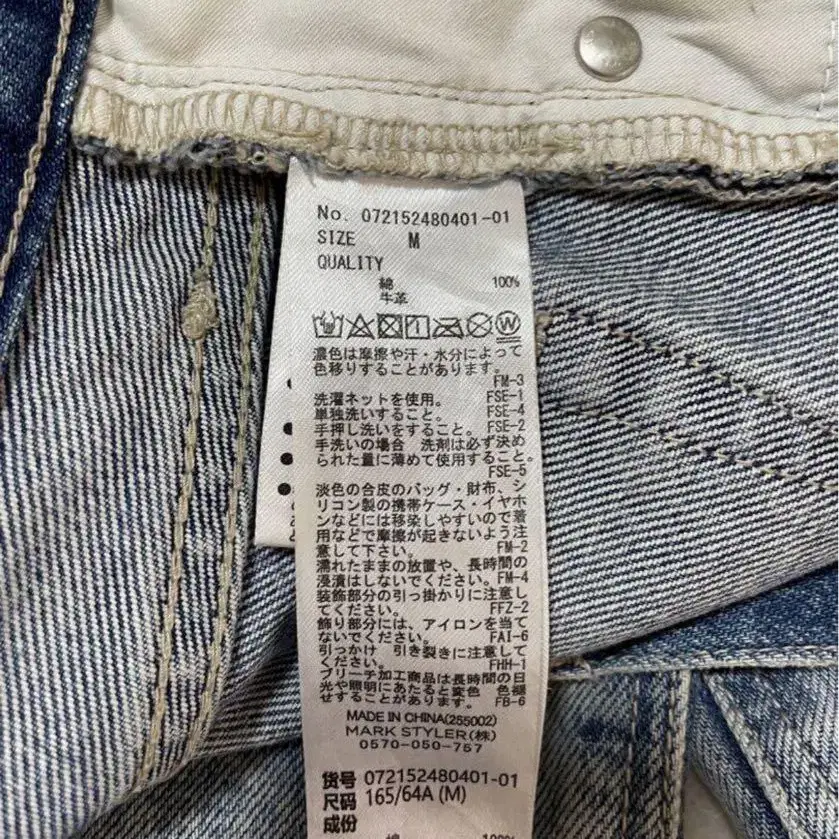 No. 072152480401-01
SIZE M
QUALITY
綿 100%
牛革
濃色は摩擦や汗・水分によって
色移りすることがあります。
FM-3
洗濯ネットを使用。 FSE-1
単独洗いすること。 FSE-4
手押し洗いをすること。 FSE-2
手洗いの場合 洗剤は必ず決め
られた量に薄めて使用すること。
FSE-5
淡色の合皮のバッグ・財布、シ
リコン製の携帯ケース・イヤホ
ンなどには移染しやすいので着
用などで摩擦が起きないよう注
意して下さい。 FM-2
濡れたままの放置や、長時間の
浸漬はしないでください。FM-4
装飾部分の引っ掛かりに注意し
てください。 FFZ-2
飾り部分には、アイロンを当て
ないでください。 FAI-6
引っかけ 引き裂きに注意して
ください。 FHH-1
ブリーチ加工商品は長時間の日
光や照明にあたると変色 色褪
せすることがあります。 FB-6
MADE IN CHINA(255002)
MARK STYLER(株)
0570-050-757
货号 072152480401-01
尺码 165/64A (M)
成份
綿 100%